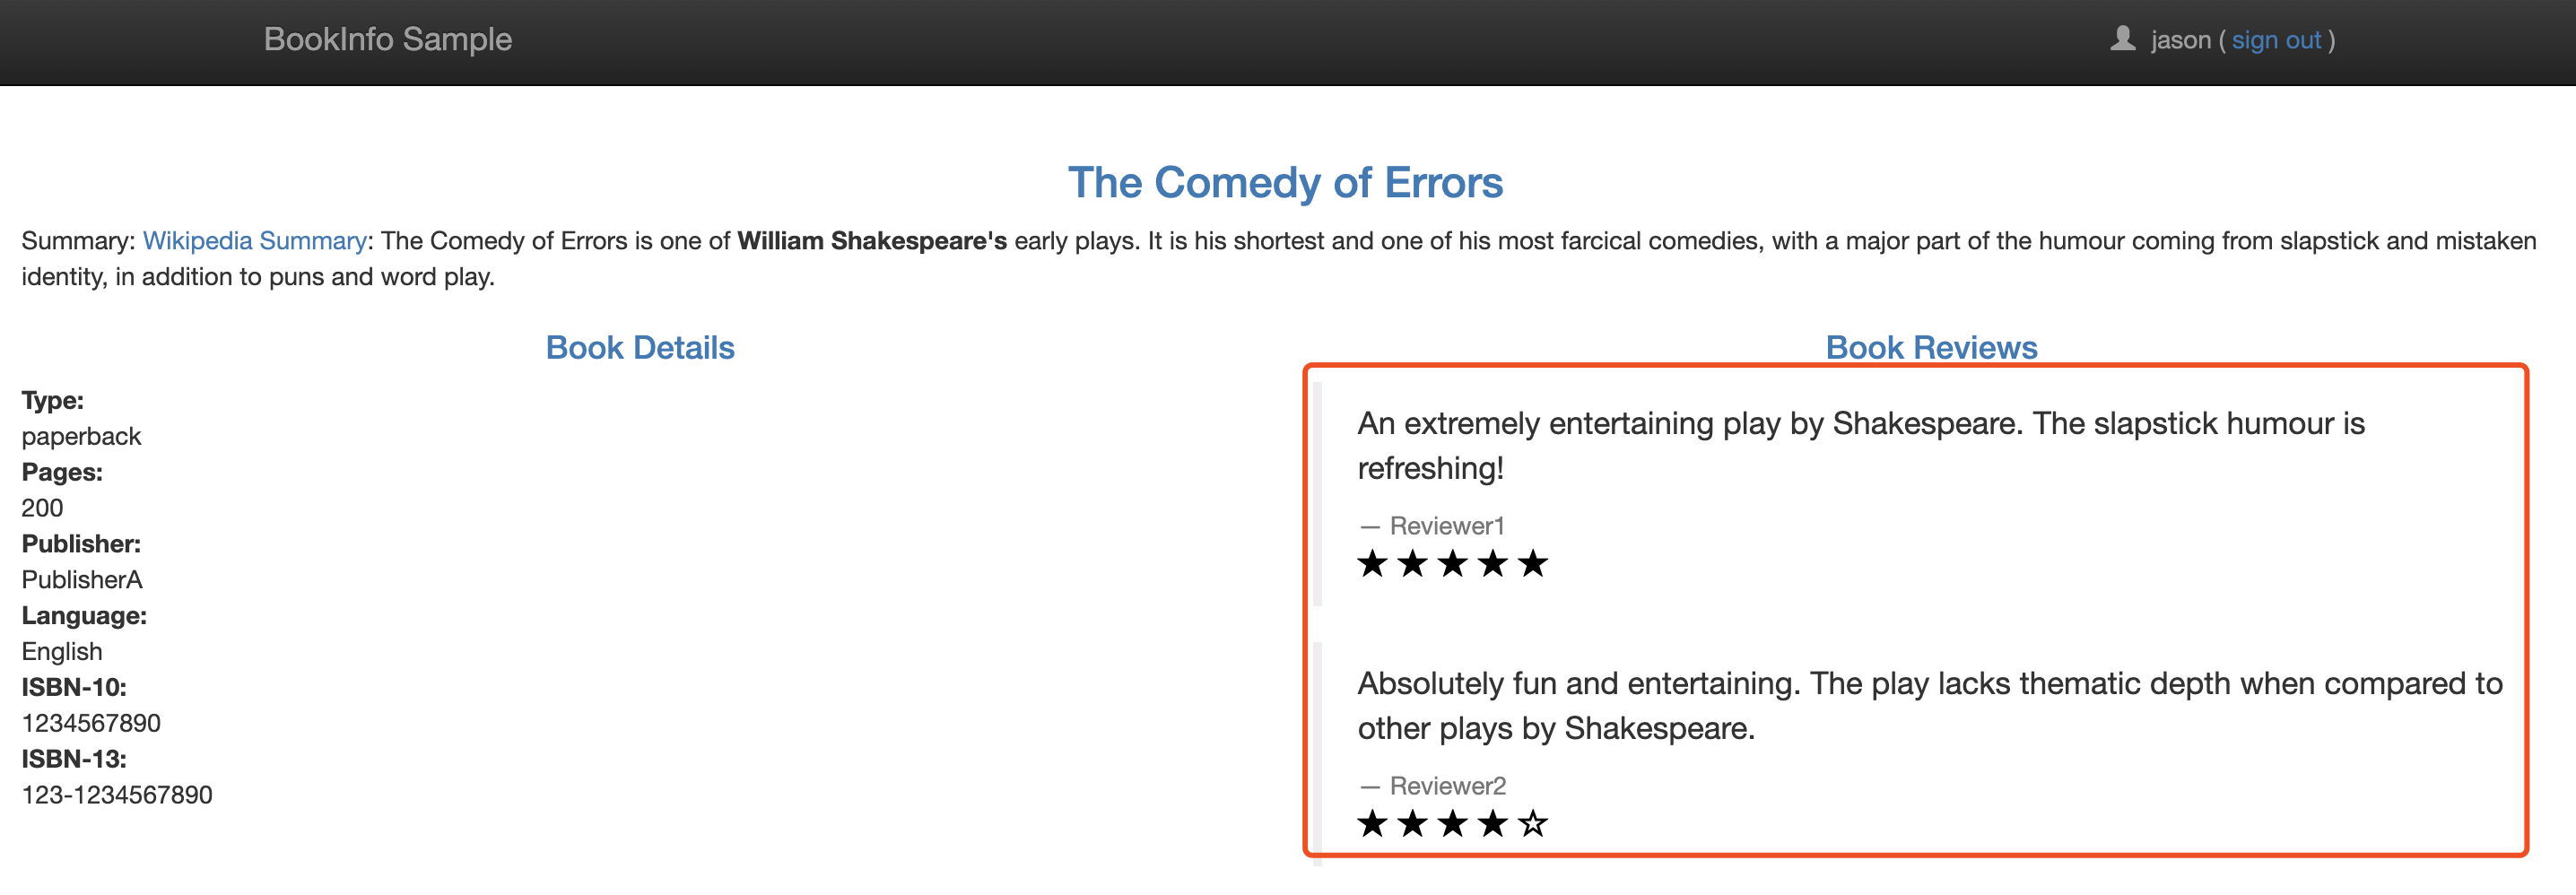 BookInfo Sample
jason ( sign out )
The Comedy of Errors
Summary: Wikipedia Summary: The Comedy of Errors is one of William Shakespeare's early plays. It is his shortest and one of his most farcical comedies, with a major part of the humour coming from slapstick and mistaken
identity, in addition to puns and word play.
Book Details
Type:
paperback
Pages:
200
Publisher:
PublisherA
Language:
English
ISBN-10:
1234567890
ISBN-13:
123-1234567890
Book Reviews
An extremely entertaining play by Shakespeare. The slapstick humour is
refreshing!
— Reviewer1
★★★★★
Absolutely fun and entertaining. The play lacks thematic depth when compared to
other plays by Shakespeare.
— Reviewer2
★★★★☆